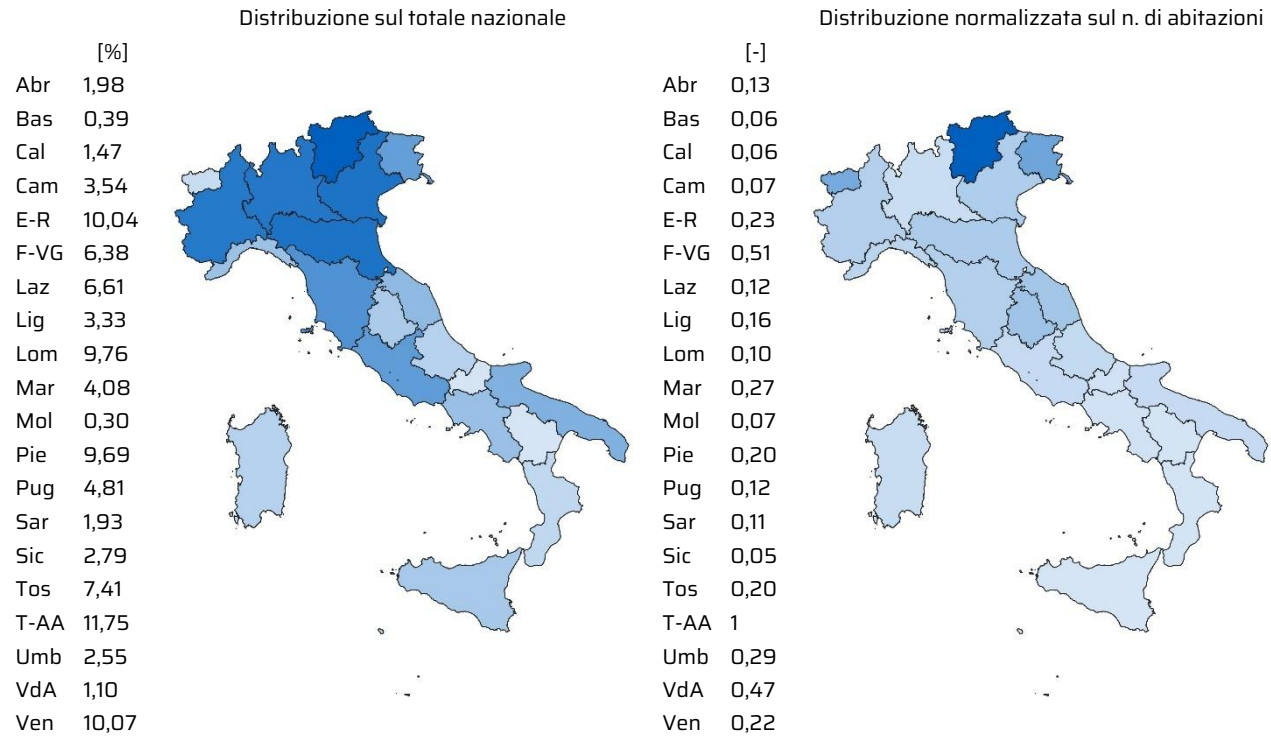 Distribuzione sul totale nazionale
[%]
Abr 1,98
Bas 0,39
Cal 1,47
Cam 3,54
E-R 10,04
F-VG 6,38
Laz 6,61
Lig 3,33
Lom 9,76
Mar 4,08
Mol 0,30
Pie 9,69
Pug 4,81
Sar 1,93
Sic 2,79
Tos 7,41
T-AA 11,75
Umb 2,55
VdA 1,10
Ven 10,07
Distribuzione normalizzata sul n. di abitazioni
[-]
Abr 0,13
Bas 0,06
Cal 0,06
Cam 0,07
E-R 0,23
F-VG 0,51
Laz 0,12
Lig 0,16
Lom 0,10
Mar 0,27
Mol 0,07
Pie 0,20
Pug 0,12
Sar 0,11
Sic 0,05
Tos 0,20
T-AA 1
Umb 0,29
VdA 0,47
Ven 0,22